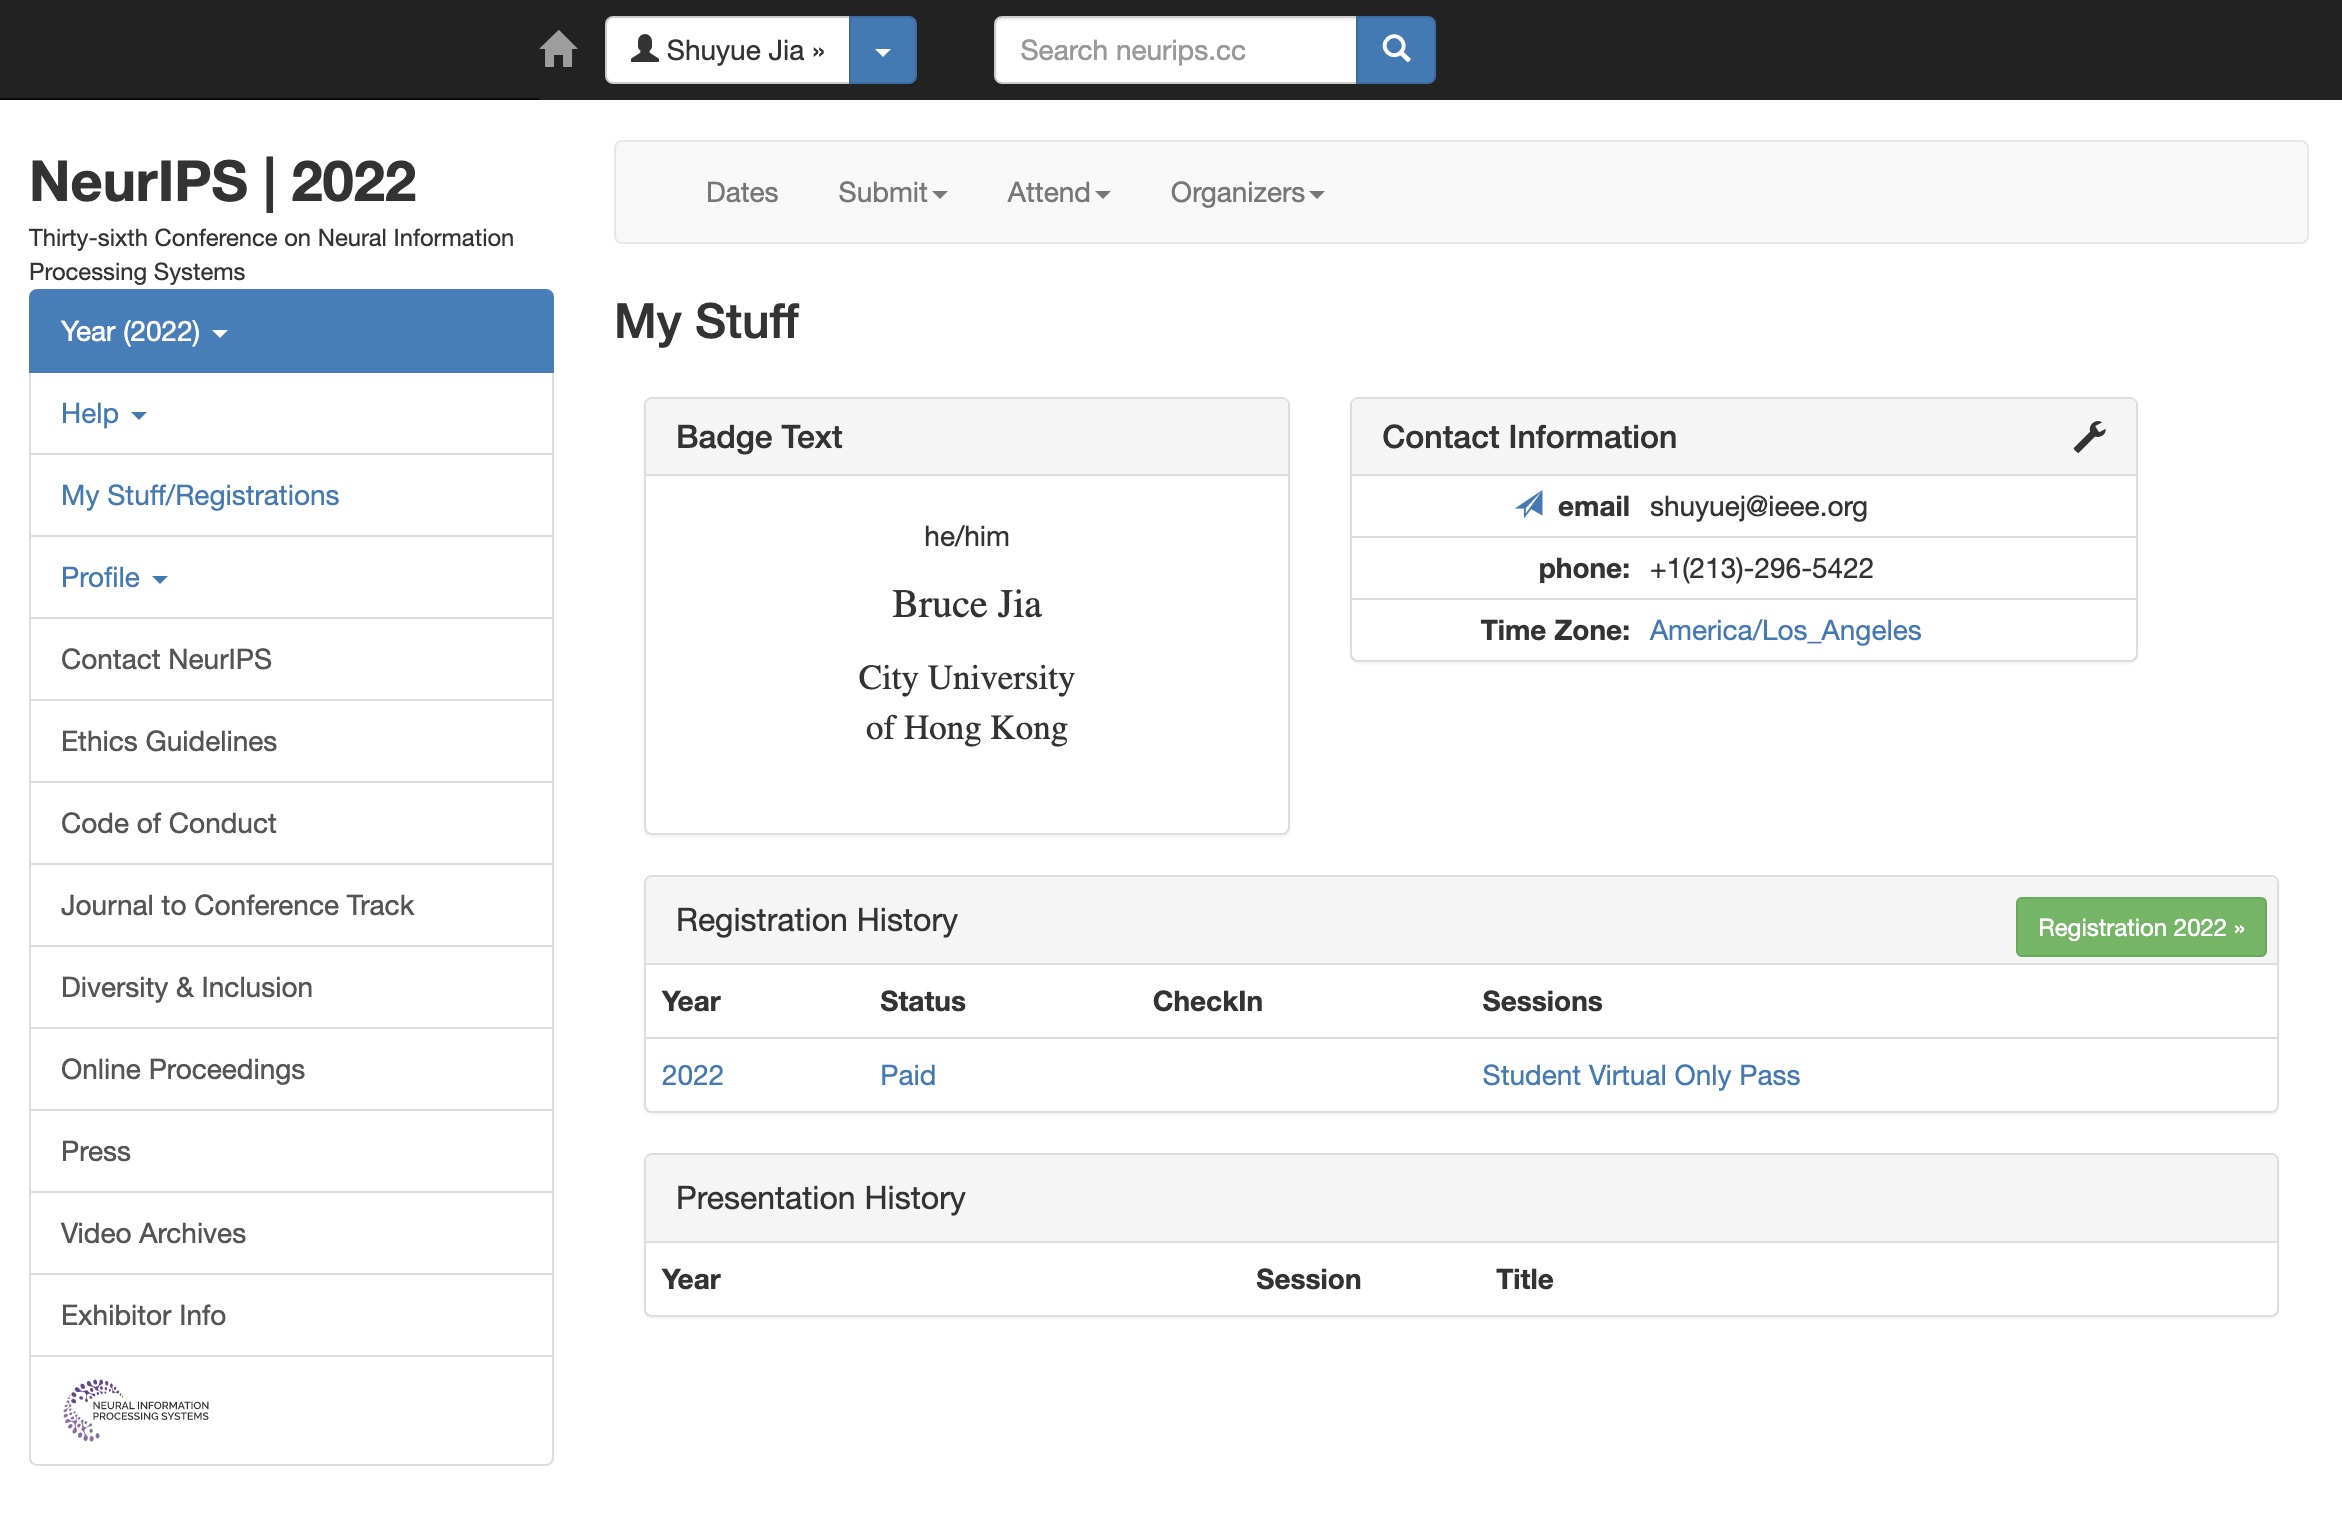 Shuyue Jia »
Search neurips.cc
NeurIPS | 2022
Thirty-sixth Conference on Neural Information
Processing Systems
Year (2022)
Help
My Stuff/Registrations
Profile
Contact NeurIPS
Ethics Guidelines
Code of Conduct
Journal to Conference Track
Diversity & Inclusion
Online Proceedings
Press
Video Archives
Exhibitor Info
NEURAL INFORMATION
PROCESSING SYSTEMS
Dates Submit Attend Organizers
My Stuff
Badge Text
he/him
Bruce Jia
City University
of Hong Kong
Contact Information
email shuyuej@ieee.org
phone: +1(213)-296-5422
Time Zone: America/Los_Angeles
Registration History
Registration 2022 »
Year Status CheckIn Sessions
2022 Paid Student Virtual Only Pass
Presentation History
Year Session Title